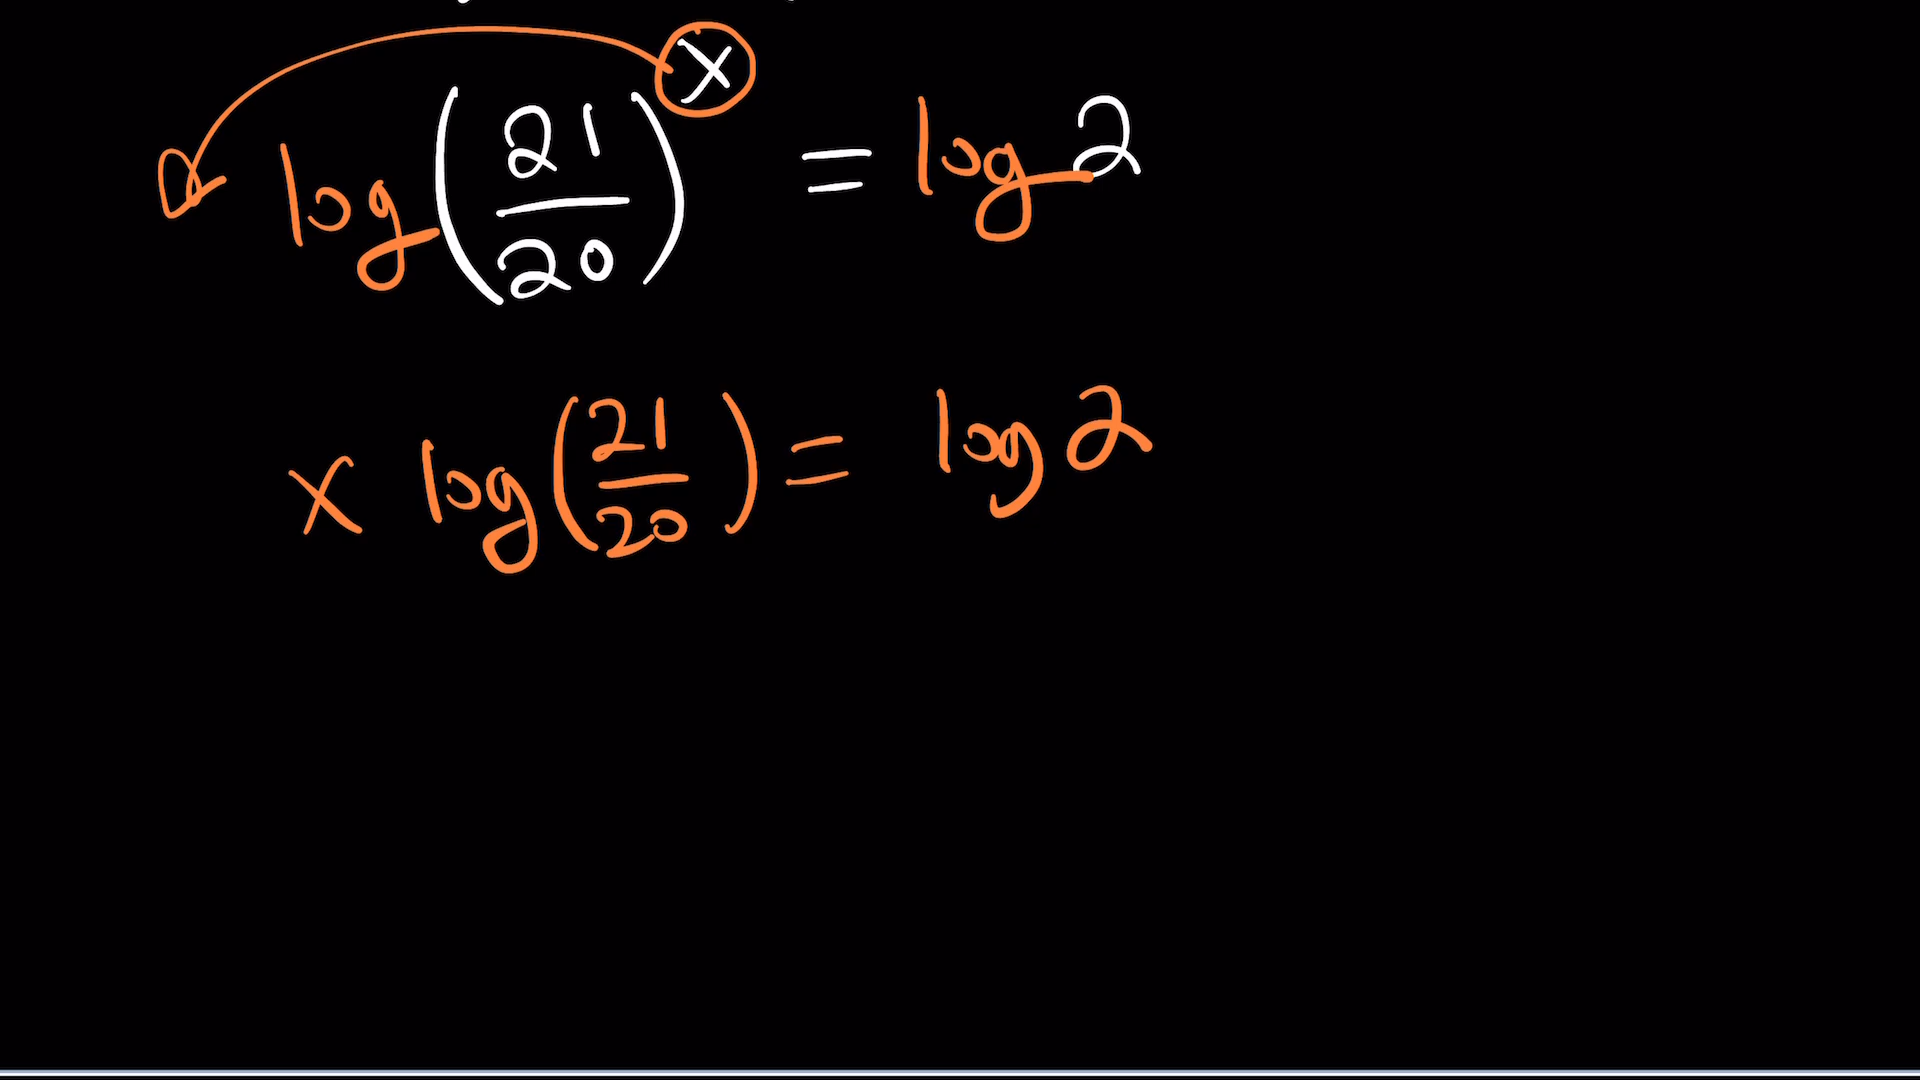 log(21/20)^x = log 2
x log(21/20) = log 2